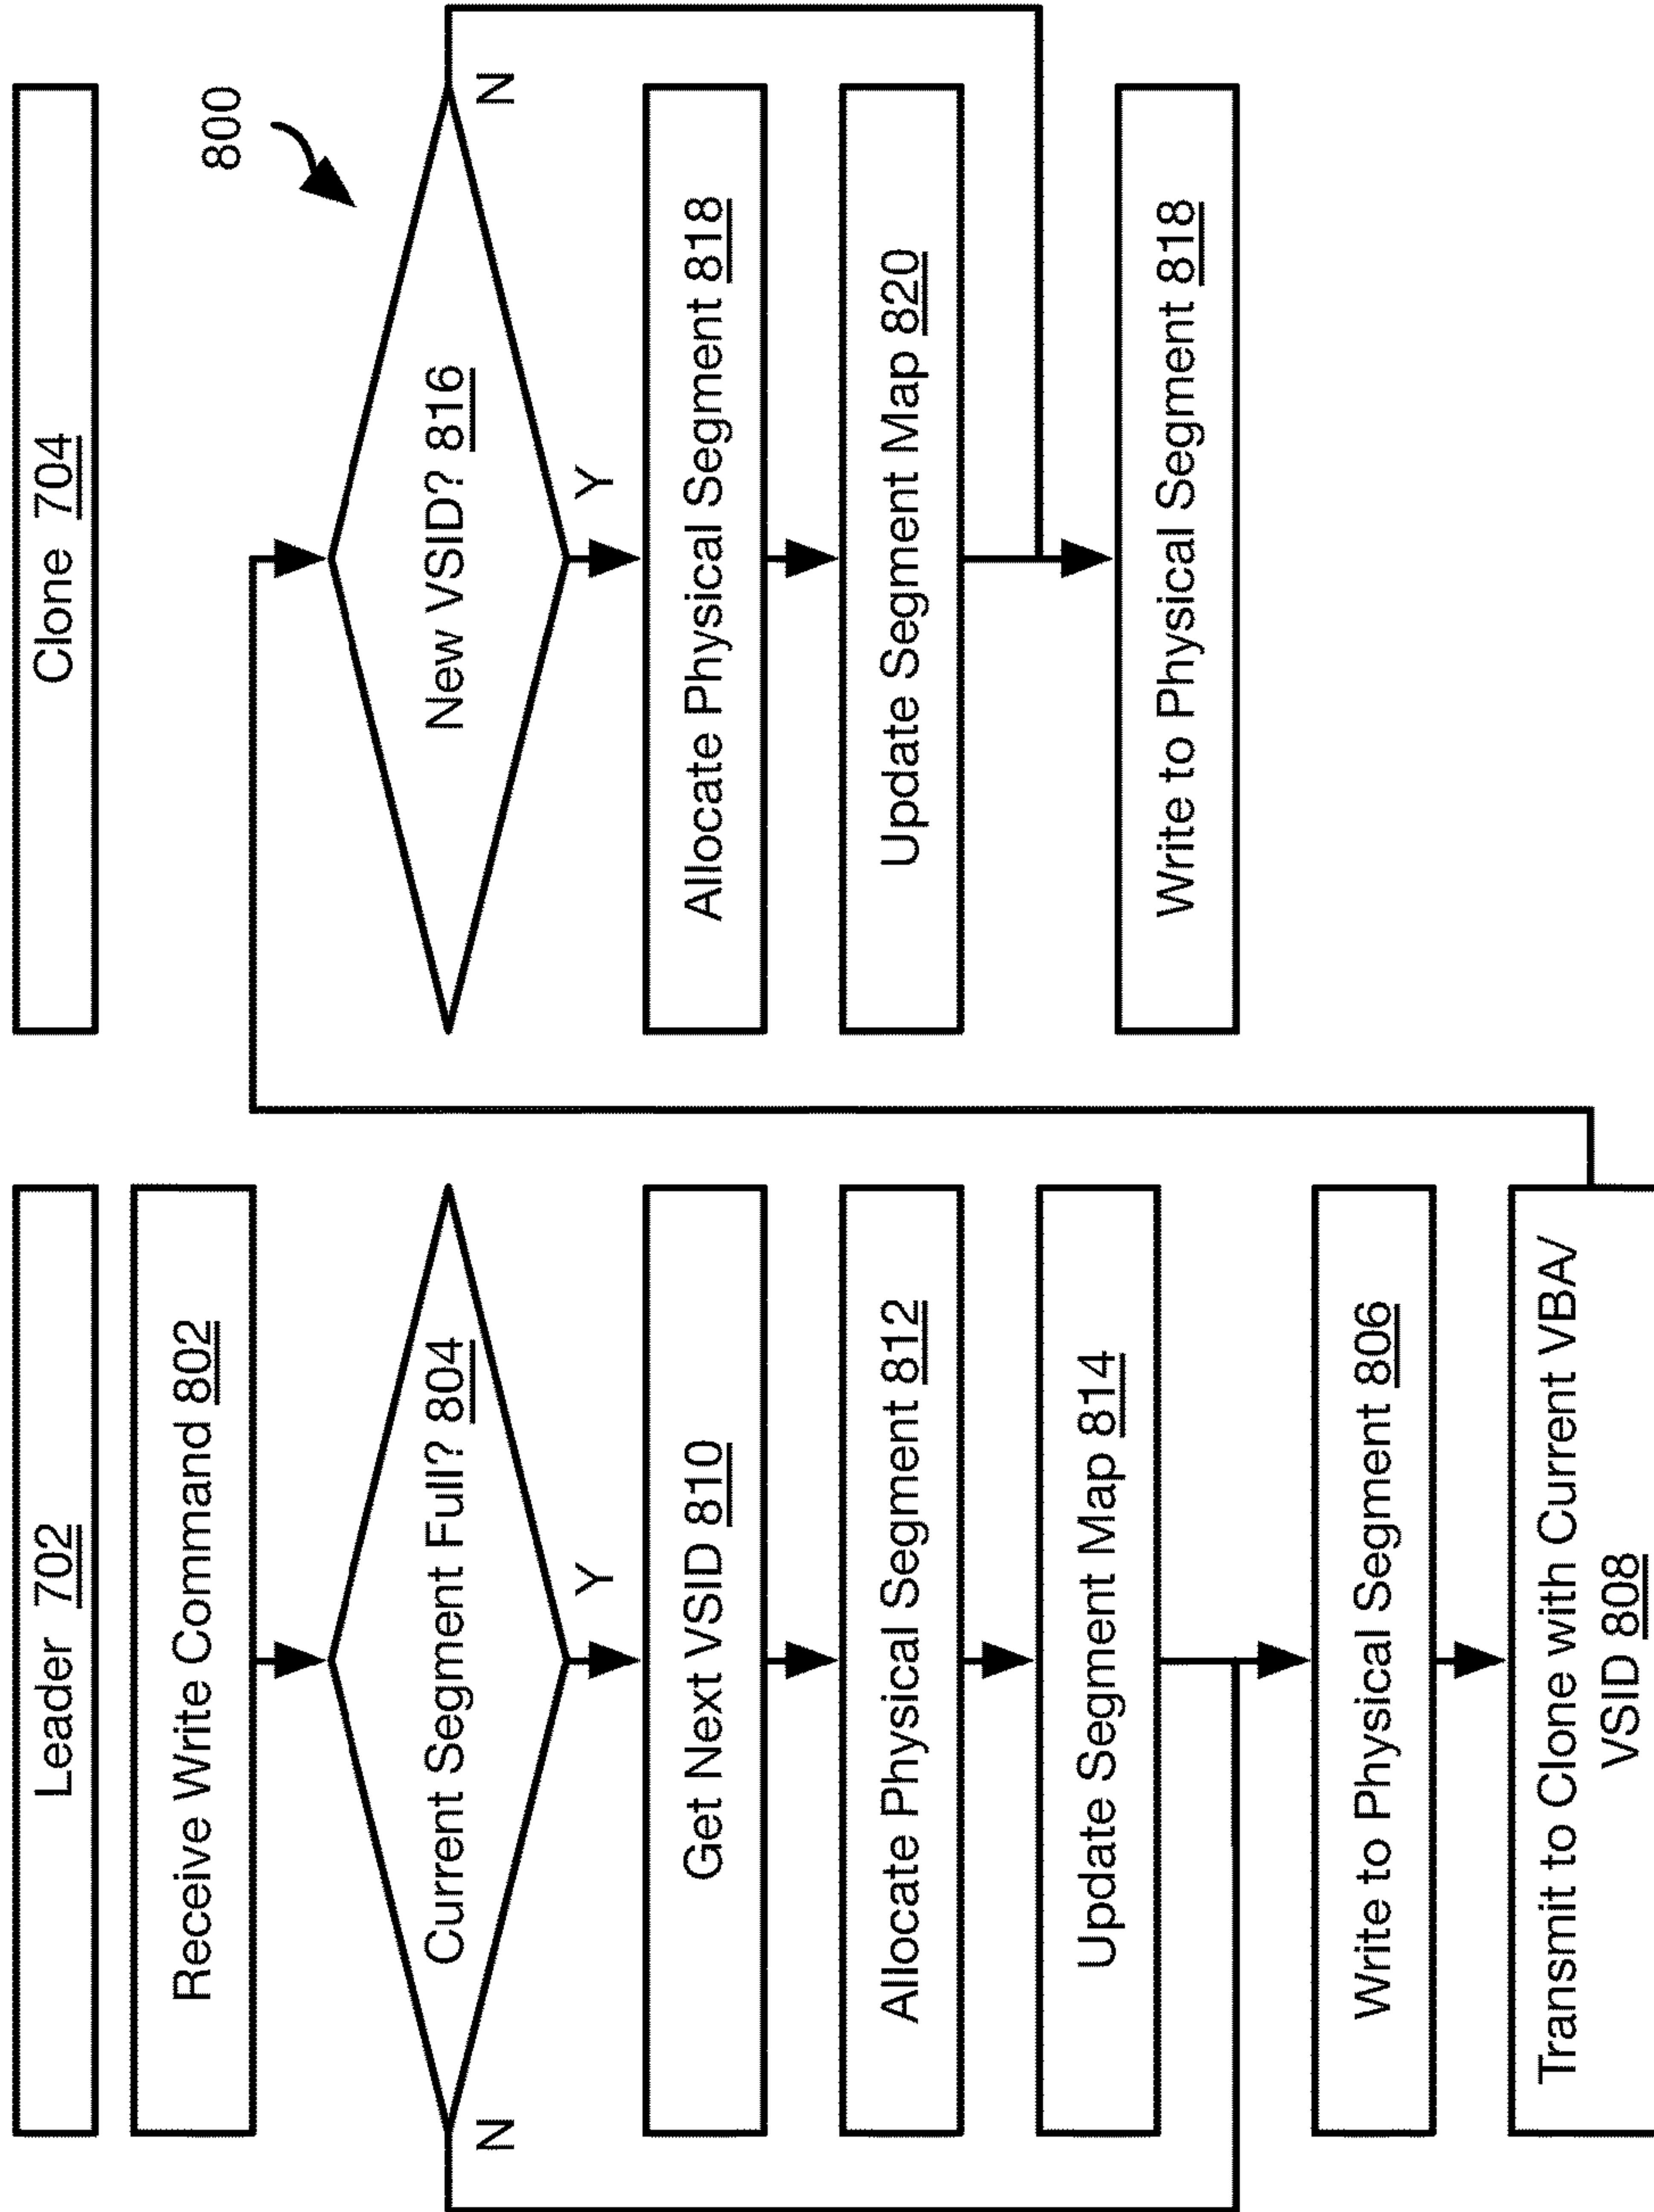 Leader 702
Receive Write Command 802
Current Segment Full? 804
N
Y
Get Next VSID 810
Allocate Physical Segment 812
Update Segment Map 814
Write to Physical Segment 806
Transmit to Clone with Current VBA/
VSID 808
Clone 704
800
New VSID? 816
N
Y
Allocate Physical Segment 818
Update Segment Map 820
Write to Physical Segment 818